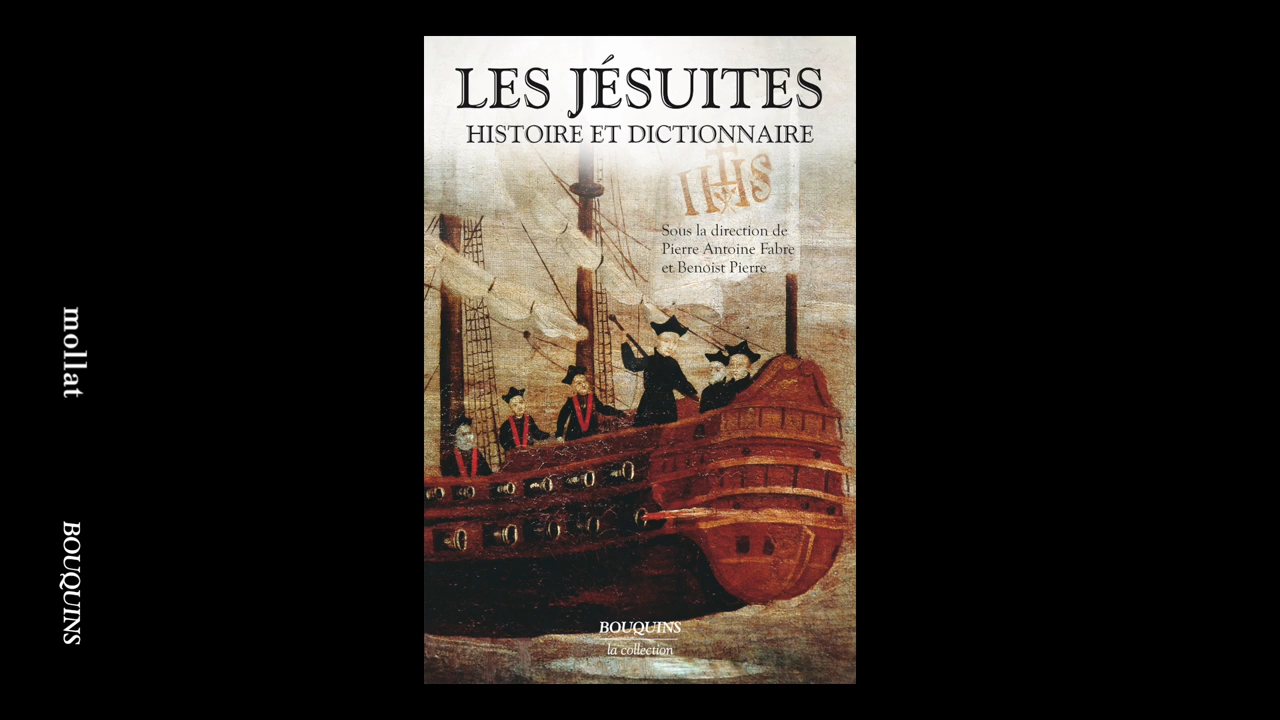 LES JÉSUITES
HISTOIRE ET DICTIONNAIRE
IHS
Sous la direction de
Pierre Antoine Fabre
et Benoist Pierre
BOUQUINS
la collection
mollat
BOUQUINS